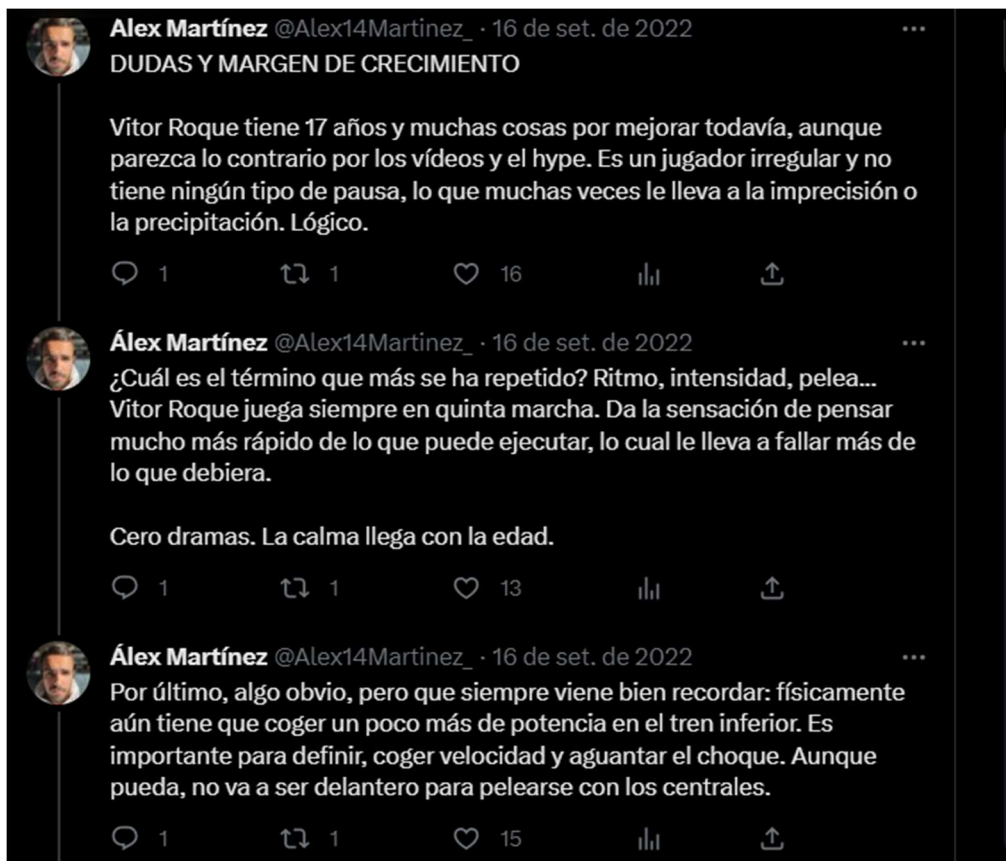 Álex Martínez @Alex14Martinez_ · 16 de set. de 2022
DUDAS Y MARGEN DE CRECIMIENTO
Vitor Roque tiene 17 años y muchas cosas por mejorar todavía, aunque
parezca lo contrario por los vídeos y el hype. Es un jugador irregular y no
tiene ningún tipo de pausa, lo que muchas veces le lleva a la imprecisión o
la precipitación. Lógico.
1 1 16
Álex Martínez @Alex14Martinez_ · 16 de set. de 2022
¿Cuál es el término que más se ha repetido? Ritmo, intensidad, pelea...
Vitor Roque juega siempre en quinta marcha. Da la sensación de pensar
mucho más rápido de lo que puede ejecutar, lo cual le lleva a fallar más de
lo que debiera.
Cero dramas. La calma llega con la edad.
1 1 13
Álex Martínez @Alex14Martinez_ · 16 de set. de 2022
Por último, algo obvio, pero que siempre viene bien recordar: físicamente
aún tiene que coger un poco más de potencia en el tren inferior. Es
importante para definir, coger velocidad y aguantar el choque. Aunque
pueda, no va a ser delantero para pelearse con los centrales.
1 1 15